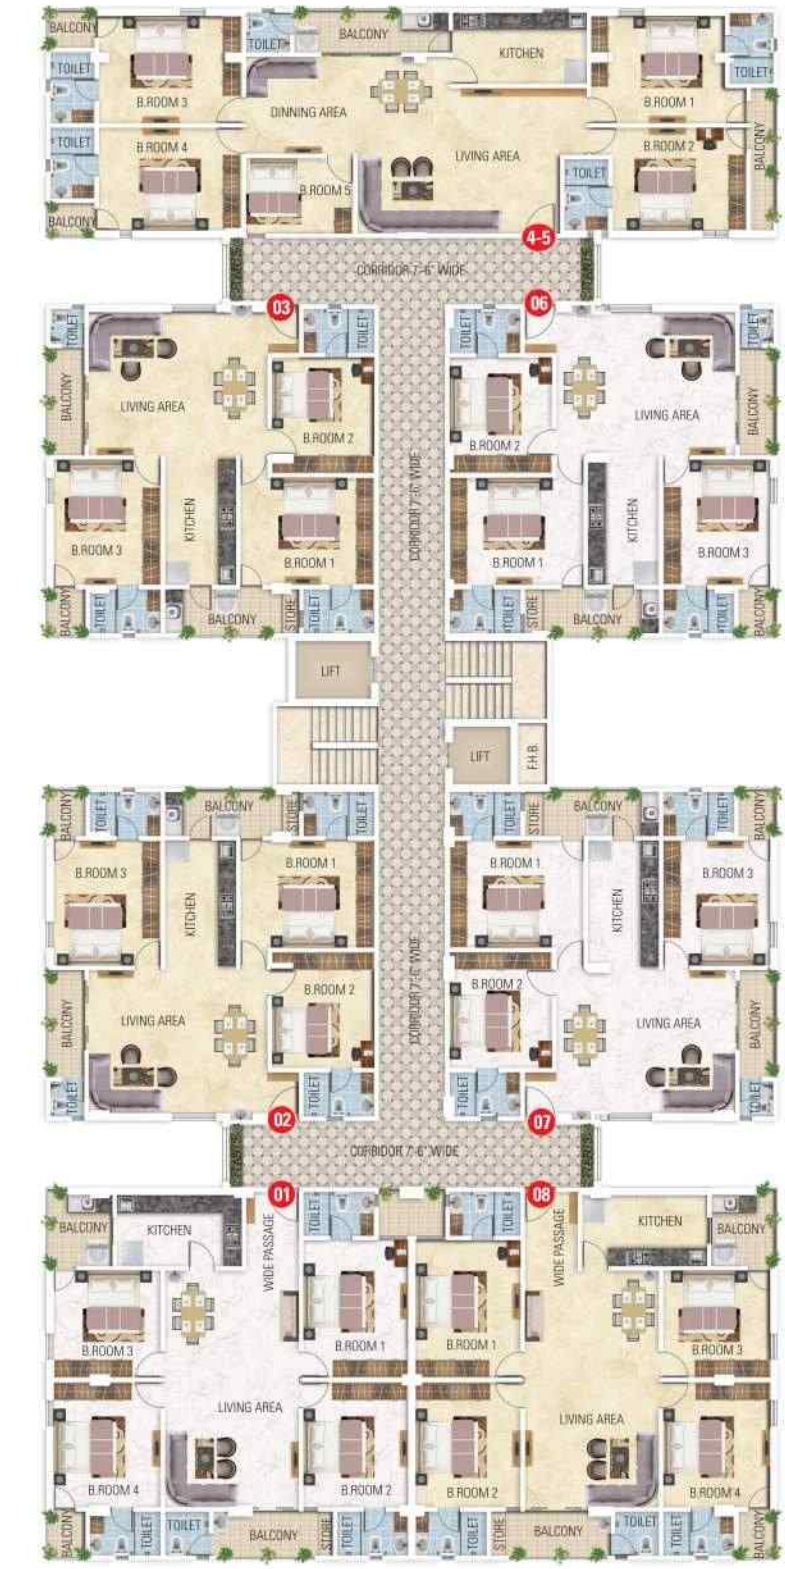 BALCONY
TOILET
BALCONY
KITCHEN
TOILET
TOILET
B.ROOM 3
B.ROOM 1
DINNING AREA
TOILET
B.ROOM 4
LIVING AREA
B.ROOM 2
BALCONY
TOILET
B.ROOM 5
BALCONY
4-5
CORRIDOR 7'-6" WIDE
03
06
TOILET
TOILET
TOILET
TOILET
BALCONY
LIVING AREA
B.ROOM 2
B.ROOM 2
LIVING AREA
BALCONY
CORRIDOR 7'-6" WIDE
B.ROOM 3
KITCHEN
B.ROOM 1
B.ROOM 1
KITCHEN
B.ROOM 3
BALCONY
TOILET
BALCONY
STORE
TOILET
TOILET
STORE
BALCONY
TOILET
BALCONY
LIFT
LIFT
F.H.B.
BALCONY
TOILET
BALCONY
STORE
TOILET
TOILET
STORE
BALCONY
TOILET
BALCONY
B.ROOM 3
KITCHEN
B.ROOM 1
B.ROOM 1
KITCHEN
B.ROOM 3
CORRIDOR 7'-6" WIDE
BALCONY
LIVING AREA
B.ROOM 2
B.ROOM 2
LIVING AREA
BALCONY
TOILET
TOILET
TOILET
TOILET
02
07
CORRIDOR 7'-6" WIDE
01
08
BALCONY
KITCHEN
WIDE PASSAGE
TOILET
TOILET
WIDE PASSAGE
KITCHEN
BALCONY
B.ROOM 3
B.ROOM 1
B.ROOM 1
B.ROOM 3
LIVING AREA
LIVING AREA
B.ROOM 4
B.ROOM 2
B.ROOM 2
B.ROOM 4
BALCONY
TOILET
TOILET
BALCONY
STORE
TOILET
TOILET
STORE
BALCONY
TOILET
TOILET
BALCONY